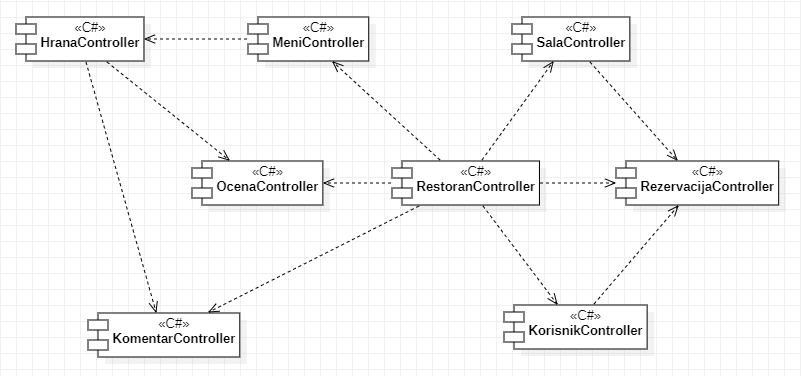 «C#»
HranaController
«C#»
MeniController
«C#»
SalaController
«C#»
OcenaController
«C#»
RestoranController
«C#»
RezervacijaController
«C#»
KomentarController
«C#»
KorisnikController